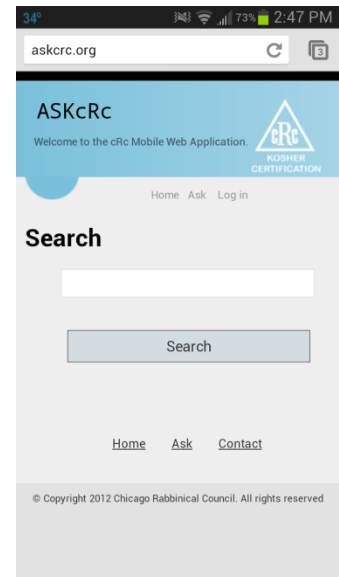 34° 73% 2:47 PM
askcrc.org 3
ASKcRc
Welcome to the cRc Mobile Web Application.
cRc
KOSHER
CERTIFICATION
Home Ask Log in
Search
Search
Home Ask Contact
© Copyright 2012 Chicago Rabbinical Council. All rights reserved